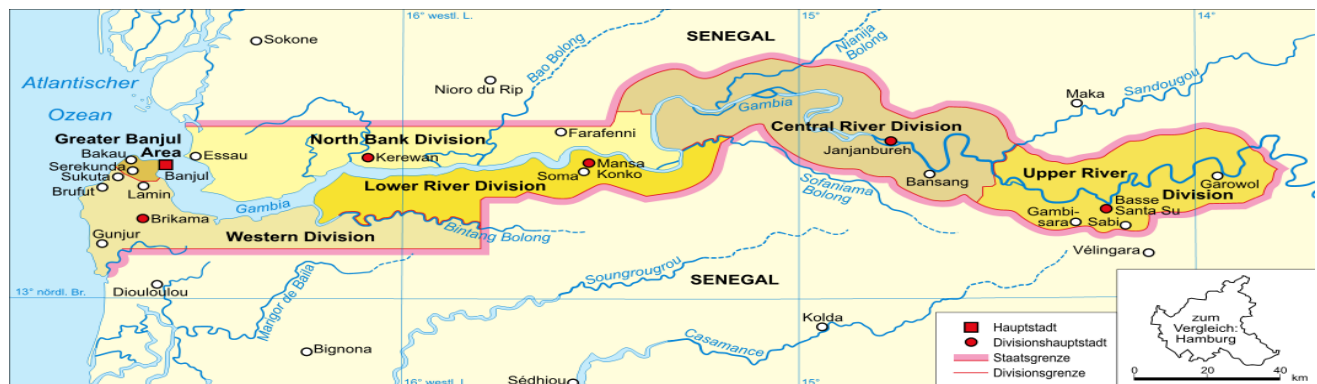 16° westl. L.
15°
14°
Sokone
SENEGAL
Nianija
Bolong
Bao Bolong
Atlantischer
Ozean
Nioro du Rip
Maka
Sandougou
Gambia
Greater Banjul
Area
North Bank Division
Farafenni
Central River Division
Bakau
Essau
Kerewan
Janjanbureh
Serekunda
Banjul
Mansa
Konko
Soma
Sukuta
Brufut
Lamin
Lower River Division
Sofaniama
Bolong
Bansang
Upper River
Division
Garowol
Basse
Santa Su
Gambia
Brikama
Gambi-
sara
Sabi
Gunjur
Western Division
Bintang Bolong
Vélingara
Diouloulou
Mangor de Baila
Soungrougrou
SENEGAL
13° nördl. Br.
Kolda
Casamance
Bignona
Sédhiou
16° westl. L.
15°
Hauptstadt
Divisionshauptstadt
Staatsgrenze
Divisionsgrenze
zum
Vergleich:
Hamburg
0 20 40
km